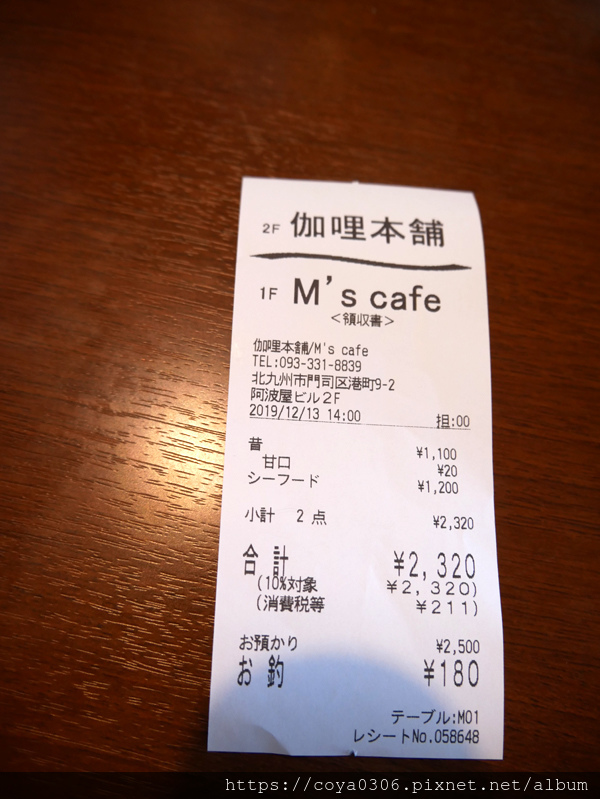 2F 伽哩本舗
1F M's cafe
<領収書>
伽哩本舗/M's cafe
TEL:093-331-8839
北九州市門司区港町9-2
阿波屋ビル2F
2019/12/13 14:00 担:00
昔 ¥1,100
甘口 ¥20
シーフード ¥1,200
小計 2 点 ¥2,320
合計 ¥2,320
(10%対象 ¥2,320)
(消費税等 ¥211)
お預かり ¥2,500
お釣 ¥180
テーブル:M01
レシートNo.058648
https://coya0306.pixnet.net/album